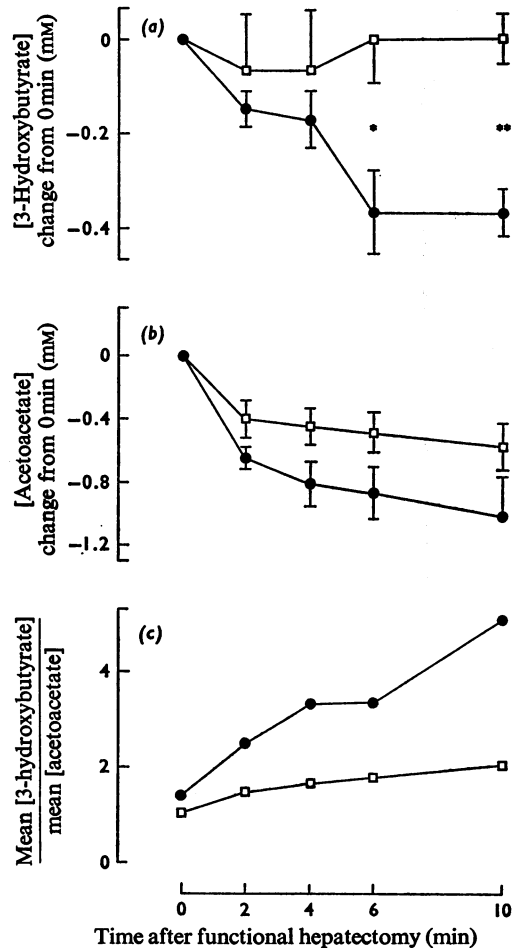 [3-Hydroxybutyrate]
change from 0 min (mM)
(a)
0
−0.2
−0.4
*
**
[Acetoacetate]
change from 0 min (mM)
(b)
0
−0.4
−0.8
−1.2
Mean [3-hydroxybutyrate]
mean [acetoacetate]
(c)
4
2
0
0 2 4 6 10
Time after functional hepatectomy (min)